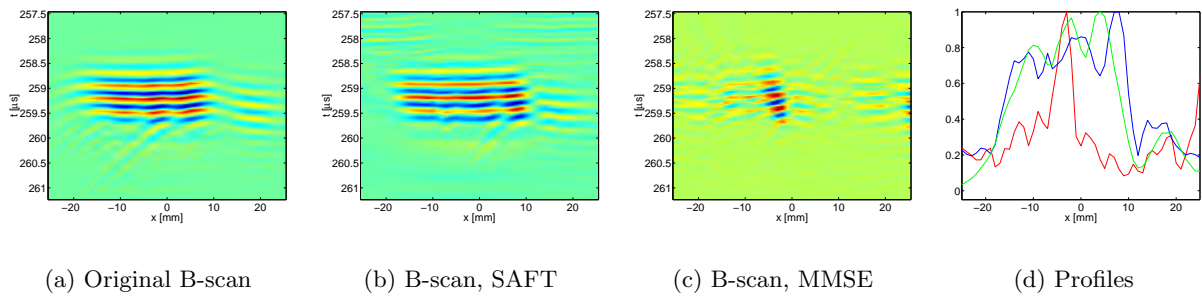 257.5
258
258.5
259
259.5
260
260.5
261
t [µs]
−20 −10 0 10 20
x [mm]
257.5
258
258.5
259
259.5
260
260.5
261
t [µs]
−20 −10 0 10 20
x [mm]
257.5
258
258.5
259
259.5
260
260.5
261
t [µs]
−20 −10 0 10 20
x [mm]
1
0.8
0.6
0.4
0.2
0
−20 −10 0 10 20
x [mm]
(a) Original B-scan
(b) B-scan, SAFT
(c) B-scan, MMSE
(d) Profiles